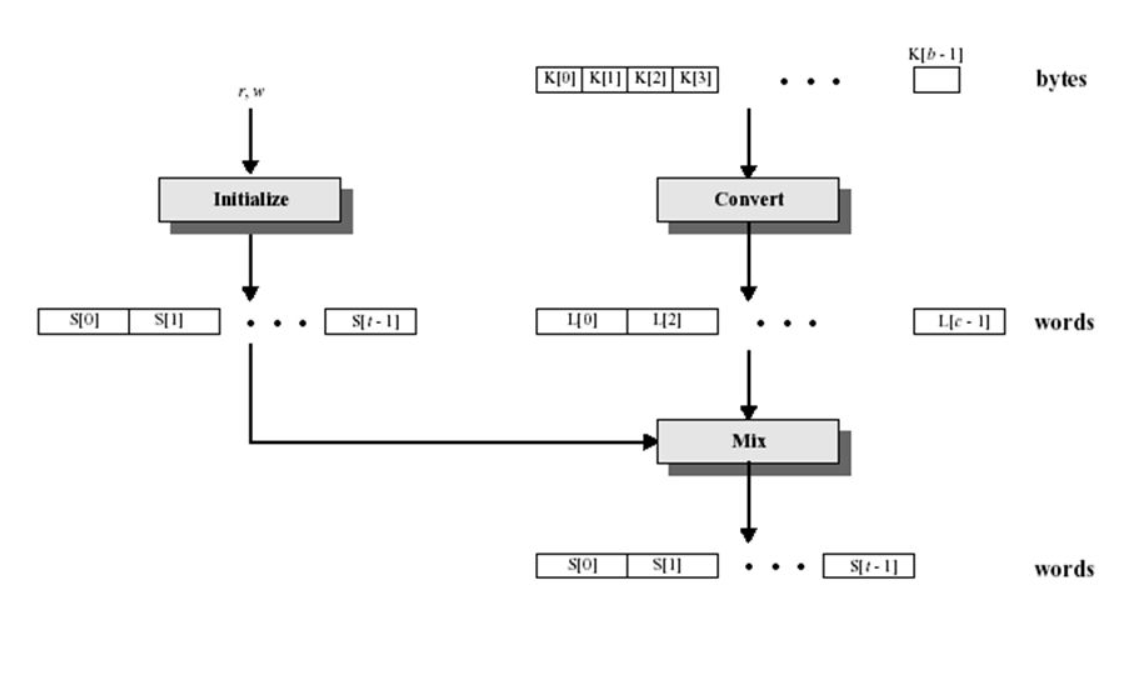 K[b - 1]
K[0] K[1] K[2] K[3] bytes
r, w
Initialize Convert
S[0] S[1] S[t - 1] L[0] L[2] L[c - 1] words
Mix
S[0] S[1] S[t - 1] words